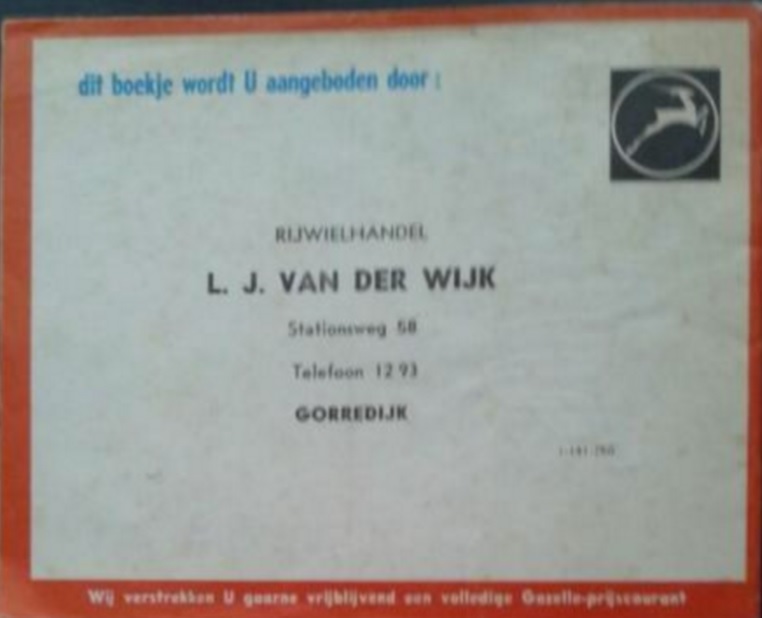 dit boekje wordt U aangeboden door :
RIJWIELHANDEL
L. J. VAN DER WIJK
Stationsweg 58
Telefoon 12 93
GORREDIJK
Wij verstrekken U gaarne vrijblijvend een volledige Gazelle-prijscourant